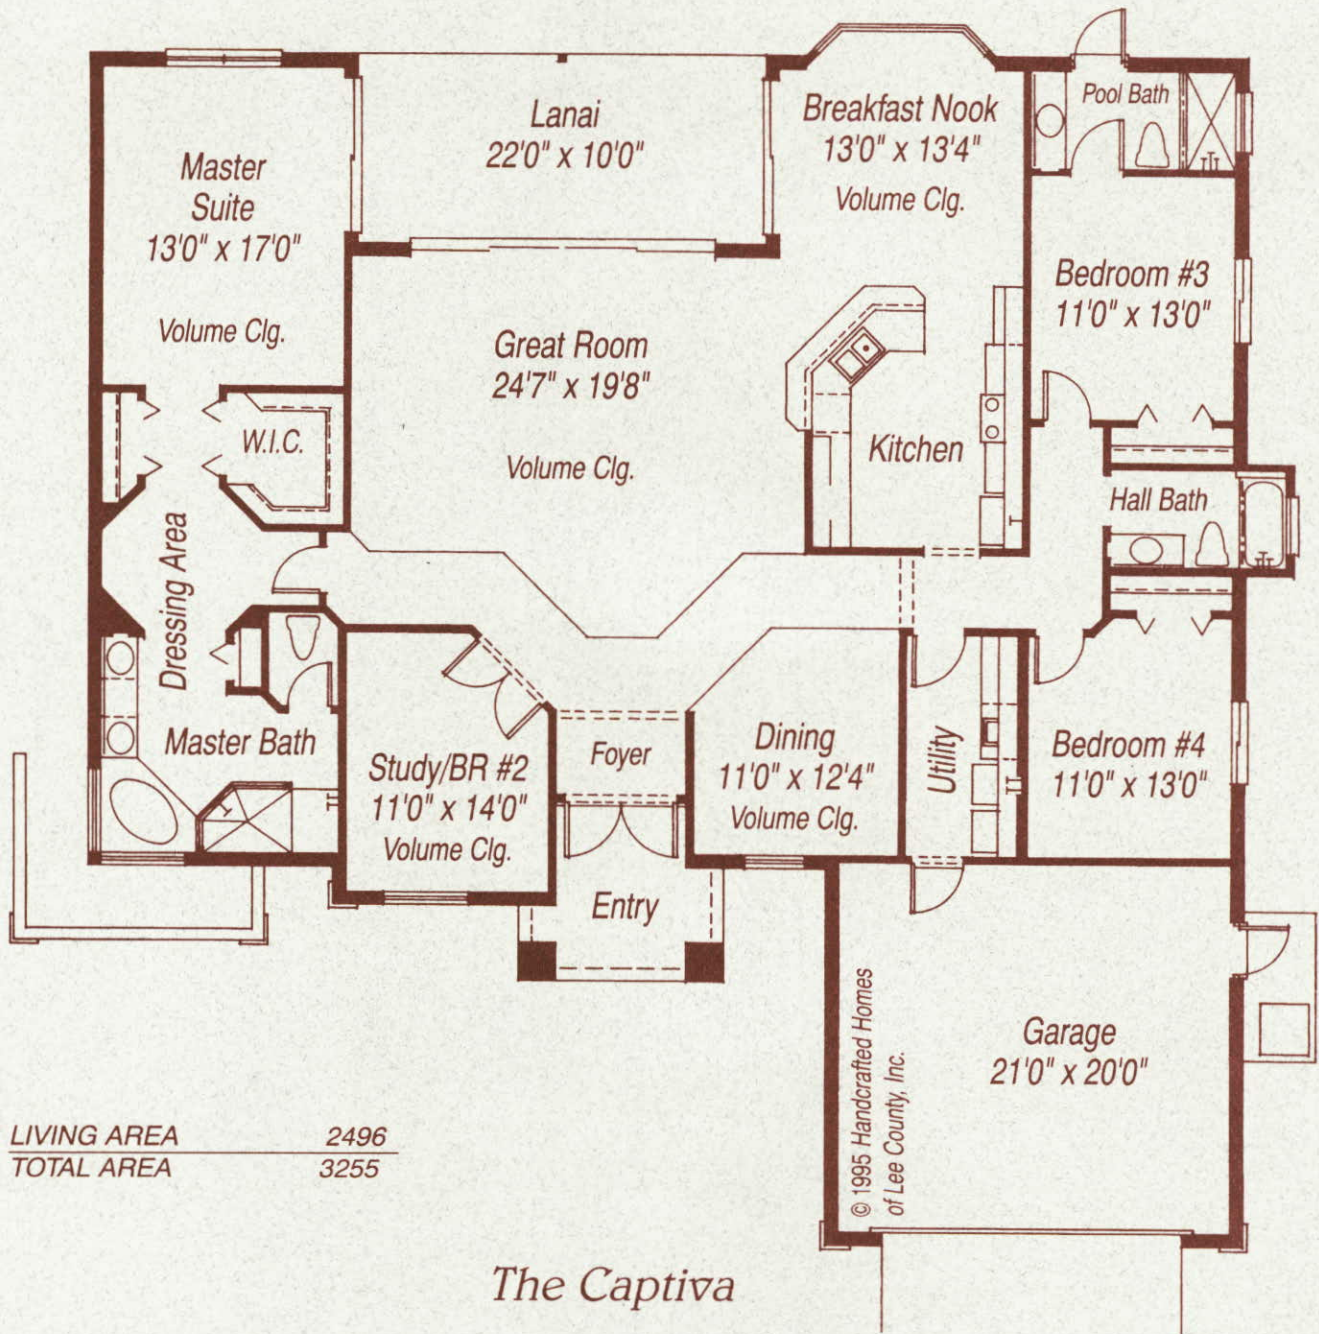 Lanai
22'0" x 10'0"
Breakfast Nook
13'0" x 13'4"
Volume Clg.
Pool Bath
Master
Suite
13'0" x 17'0"
Volume Clg.
Great Room
24'7" x 19'8"
Volume Clg.
Bedroom #3
11'0" x 13'0"
W.I.C.
Kitchen
Hall Bath
Dressing Area
Master Bath
Study/BR #2
11'0" x 14'0"
Volume Clg.
Foyer
Dining
11'0" x 12'4"
Volume Clg.
Utility
Bedroom #4
11'0" x 13'0"
Entry
Garage
21'0" x 20'0"
© 1995 Handcrafted Homes
of Lee County, Inc.
LIVING AREA 2496
TOTAL AREA 3255
The Captiva